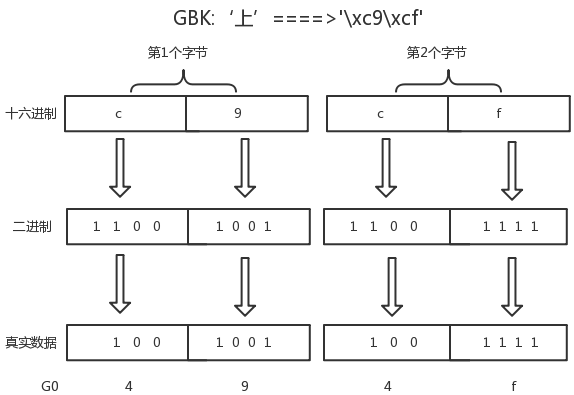 GBK:‘上’====>'\xc9\xcf'
第1个字节 第2个字节
十六进制 c 9 c f
二进制 1 1 0 0 1 0 0 1 1 1 0 0 1 1 1 1
真实数据 1 0 0 1 0 0 1 1 0 0 1 1 1 1
G0 4 9 4 f